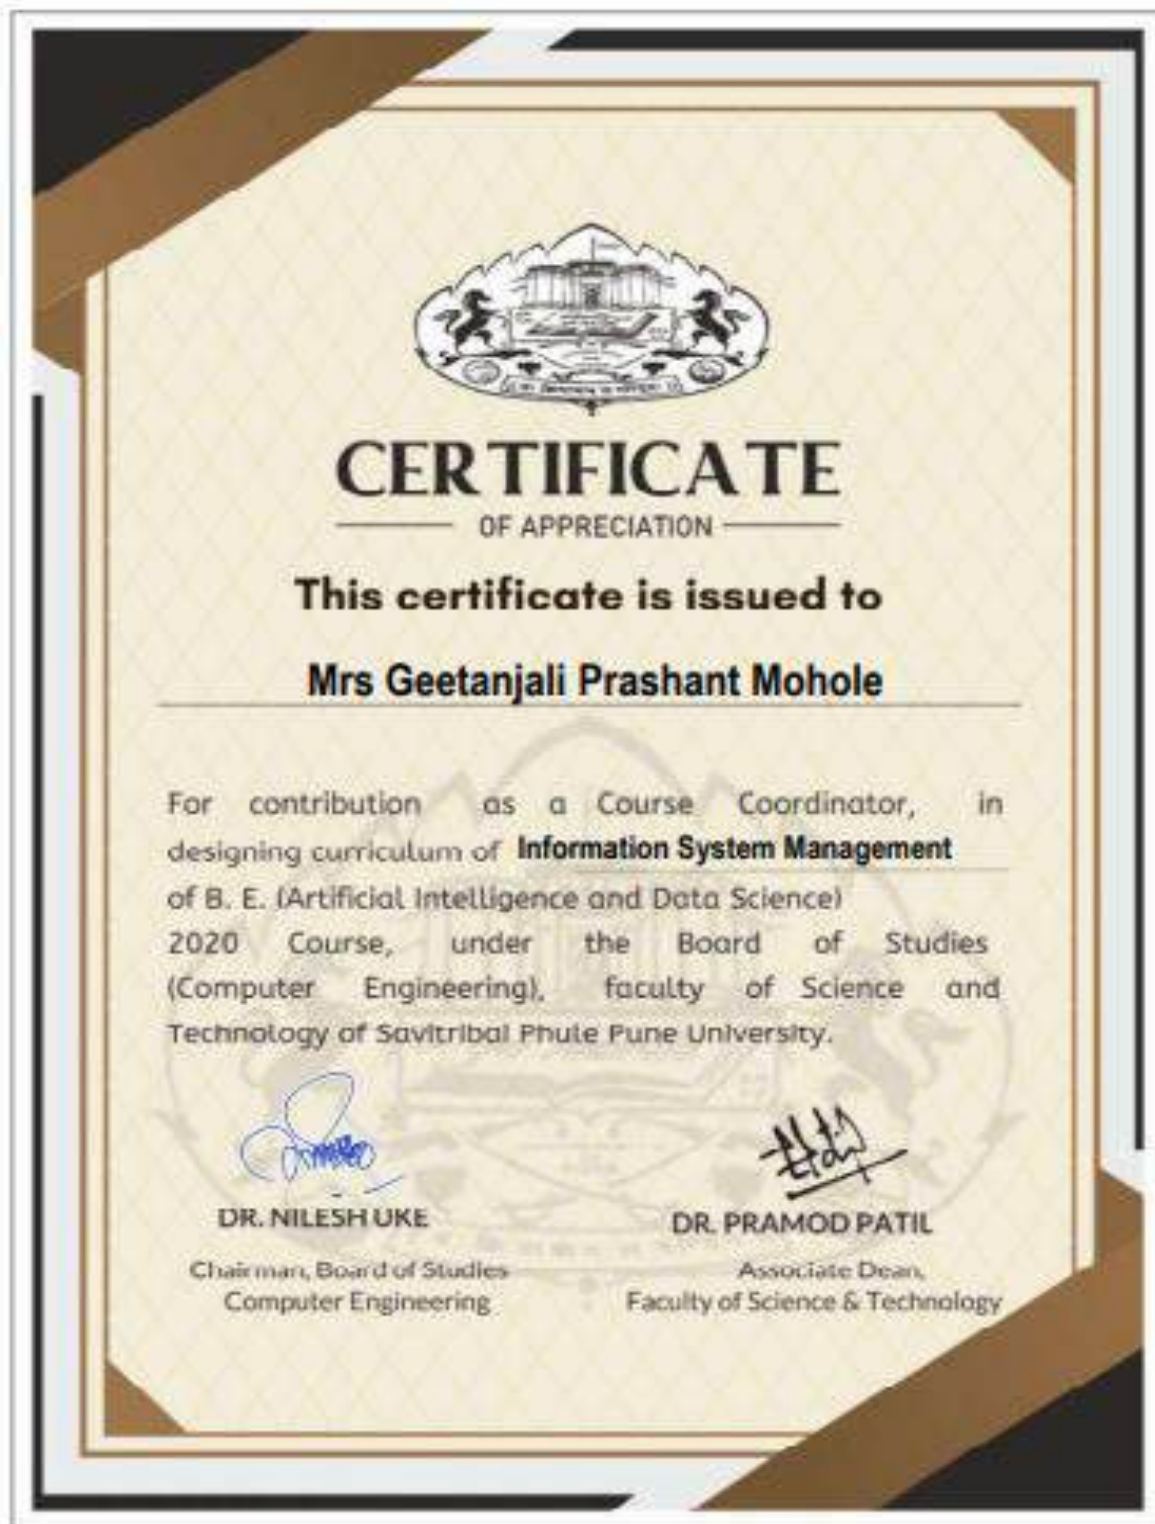 CERTIFICATE
OF APPRECIATION
This certificate is issued to
Mrs Geetanjali Prashant Mohole
For contribution as a Course Coordinator, in
designing curriculum of Information System Management
of B. E. (Artificial Intelligence and Data Science)
2020 Course, under the Board of Studies
(Computer Engineering), faculty of Science and
Technology of Savitribai Phule Pune University.
DR. NILESH UKE
DR. PRAMOD PATIL
Chairman, Board of Studies
Associate Dean,
Computer Engineering
Faculty of Science & Technology